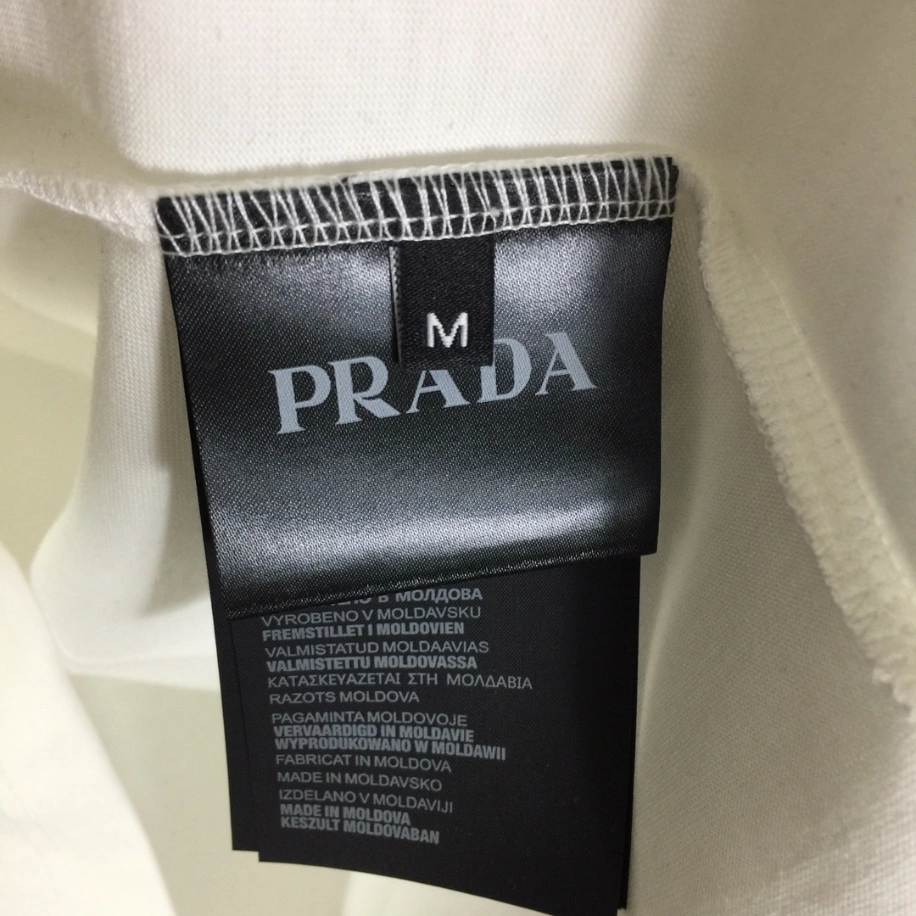 M
PRADA
В МОЛДОВА
VYROBENO V MOLDAVSKU
FREMSTILLET I MOLDOVIEN
VALMISTATUD MOLDAAVIAS
VALMISTETTU MOLDOVASSA
ΚΑΤΑΣΚΕΥΑΖΕΤΑΙ ΣΤΗ ΜΟΛΔΑΒΙΑ
RAZOTS MOLDOVA
PAGAMINTA MOLDOVOJE
VERVAARDIGD IN MOLDAVIE
WYPRODUKOWANO W MOLDAWII
FABRICAT IN MOLDOVA
MADE IN MOLDAVSKO
IZDELANO V MOLDAVIJI
MADE IN MOLDOVA
KESZULT MOLDOVABAN